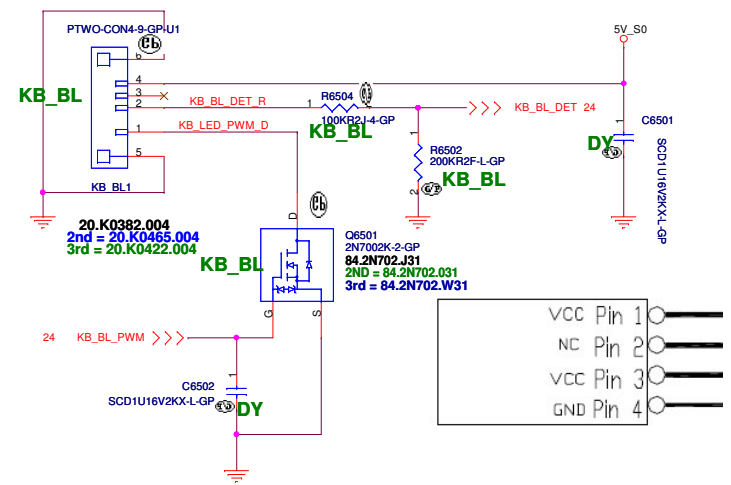 PTWO-CON4-9-GP-U1
5V_S0
6
4
3
2
1
5
KB_BL
KB_BL_DET_R
1
R6504
100KR2J-4-GP
KB_BL
KB_BL_DET 24
KB_LED_PWM_D
1
R6502
200KR2F-L-GP
KB_BL
2
1
C6501
DY
SCD1U16V2KX-L-GP
KB_BL1
20.K0382.004
2nd = 20.K0465.004
3rd = 20.K0422.004
D
Q6501
2N7002K-2-GP
84.2N702.J31
2ND = 84.2N702.031
3rd = 84.2N702.W31
KB_BL
G
S
24 KB_BL_PWM
1
C6502
SCD1U16V2KX-L-GP
DY
VCC Pin 1
NC Pin 2
VCC Pin 3
GND Pin 4